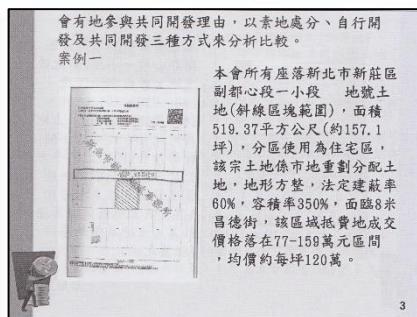 會有地參與共同開發理由，以素地處分、自行開
發及共同開發三種方式來分析比較。
案例一
本會所有座落新北市新莊區
副都心段一小段　地號土
地(斜線區塊範圍)，面積
519.37平方公尺(約157.1
坪)，分區使用為住宅區，
該宗土地係市地重劃分配土
地，地形方整，法定建蔽率
60%，容積率350%，面臨8米
昌德街，該區域抵費地成交
價格落在77-159萬元區間
，均價約每坪120萬。
3